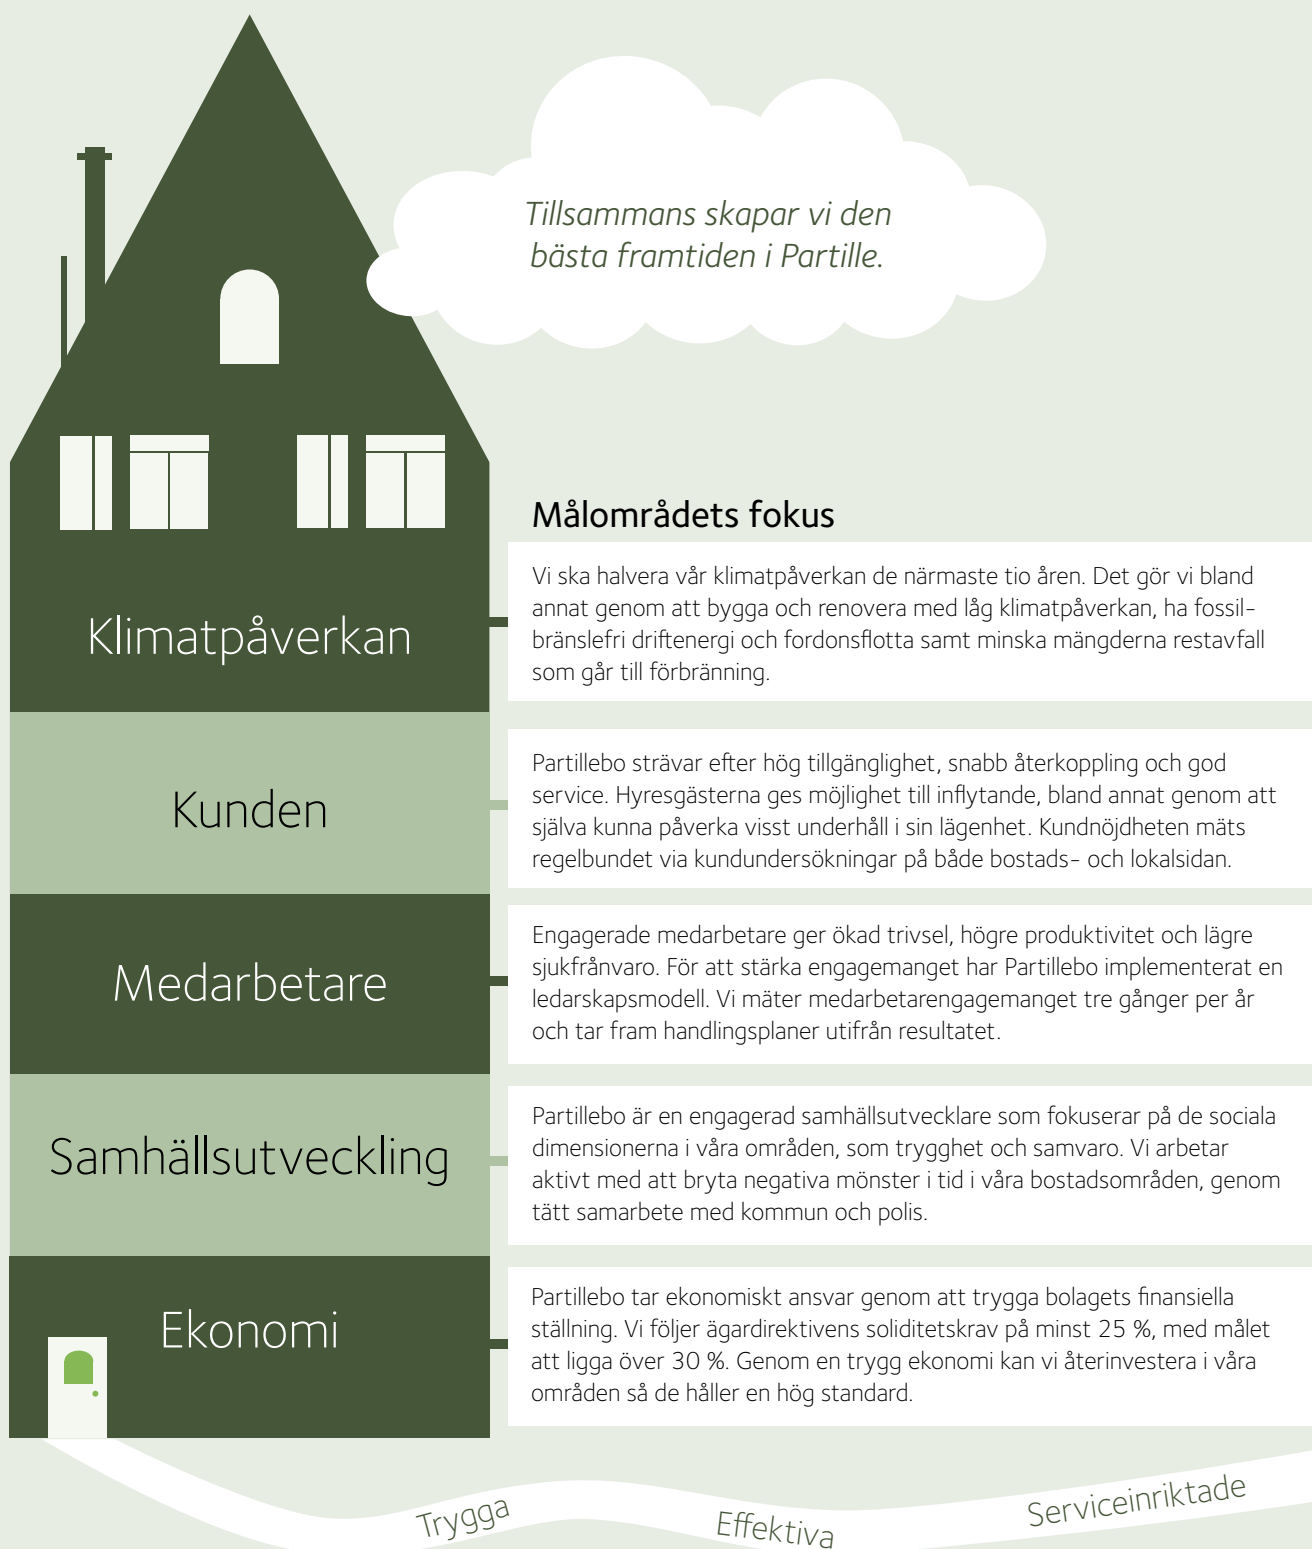 Tillsammans skapar vi den
bästa framtiden i Partille.
Målområdets fokus
Klimatpåverkan
Vi ska halvera vår klimatpåverkan de närmaste tio åren. Det gör vi bland
annat genom att bygga och renovera med låg klimatpåverkan, ha fossil-
bränslefri driftenergi och fordonsflotta samt minska mängderna restavfall
som går till förbränning.
Kunden
Partillebo strävar efter hög tillgänglighet, snabb återkoppling och god
service. Hyresgästerna ges möjlighet till inflytande, bland annat genom att
själva kunna påverka visst underhåll i sin lägenhet. Kundnöjdheten mäts
regelbundet via kundundersökningar på både bostads- och lokalsidan.
Medarbetare
Engagerade medarbetare ger ökad trivsel, högre produktivitet och lägre
sjukfrånvaro. För att stärka engagemanget har Partillebo implementerat en
ledarskapsmodell. Vi mäter medarbetarengagemanget tre gånger per år
och tar fram handlingsplaner utifrån resultatet.
Samhällsutveckling
Partillebo är en engagerad samhällsutvecklare som fokuserar på de sociala
dimensionerna i våra områden, som trygghet och samvaro. Vi arbetar
aktivt med att bryta negativa mönster i tid i våra bostadsområden, genom
tätt samarbete med kommun och polis.
Ekonomi
Partillebo tar ekonomiskt ansvar genom att trygga bolagets finansiella
ställning. Vi följer ägardirektivens soliditetskrav på minst 25 %, med målet
att ligga över 30 %. Genom en trygg ekonomi kan vi återinvestera i våra
områden så de håller en hög standard.
Trygga
Effektiva
Serviceinriktade